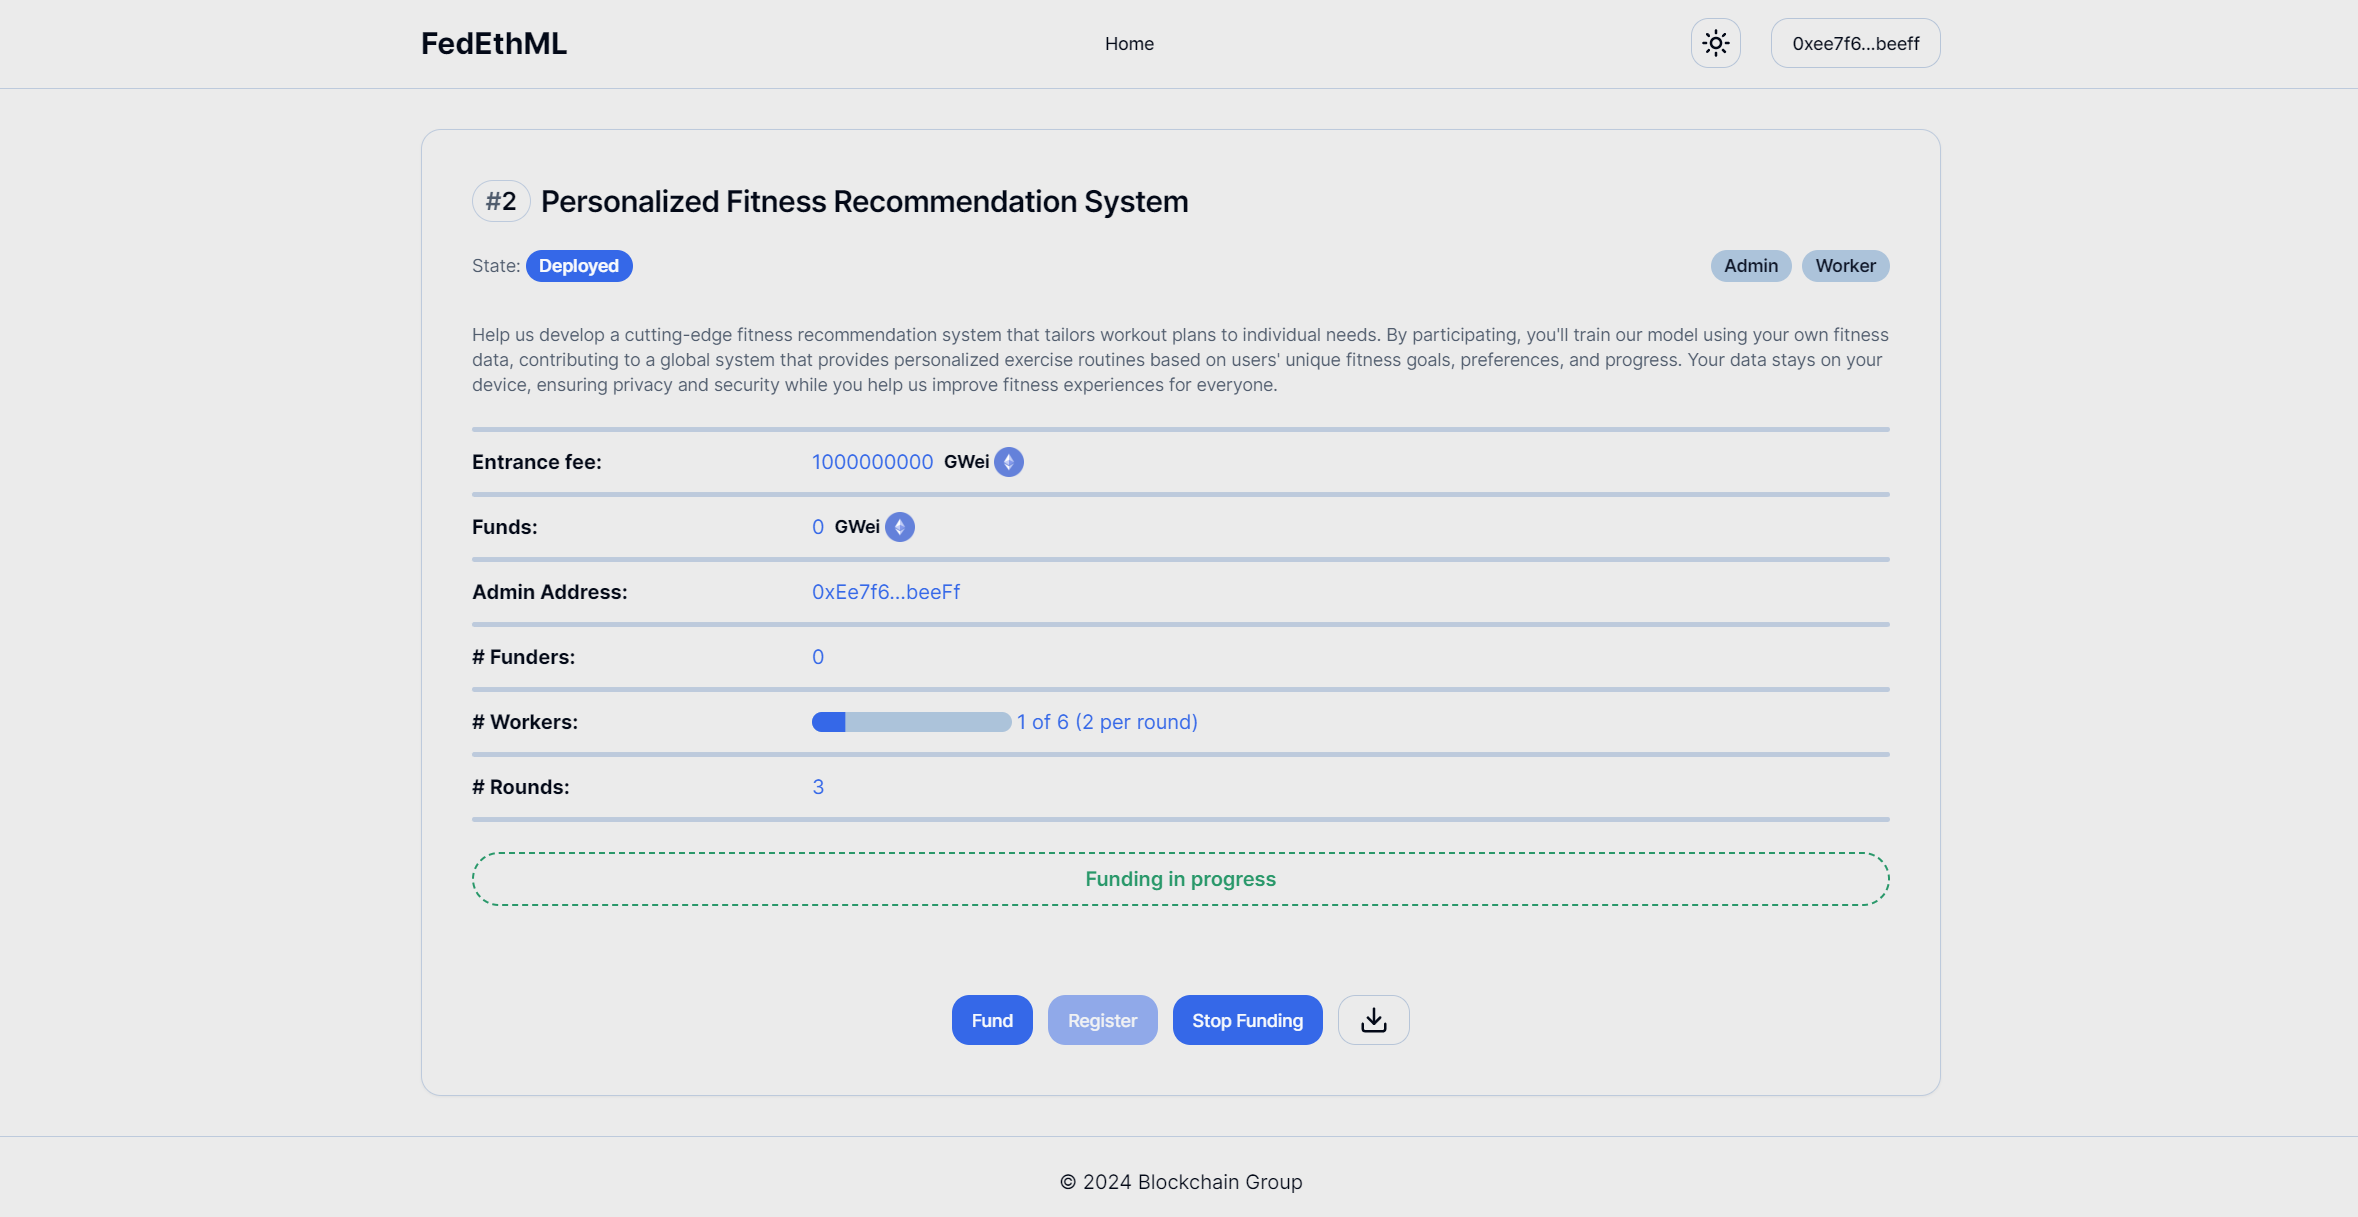 FedEthML
Home
0xee7f6...beeff
#2 Personalized Fitness Recommendation System
State: Deployed
Admin Worker
Help us develop a cutting-edge fitness recommendation system that tailors workout plans to individual needs. By participating, you'll train our model using your own fitness
data, contributing to a global system that provides personalized exercise routines based on users' unique fitness goals, preferences, and progress. Your data stays on your
device, ensuring privacy and security while you help us improve fitness experiences for everyone.
Entrance fee: 1000000000 GWei
Funds: 0 GWei
Admin Address: 0xEe7f6...beeFf
# Funders: 0
# Workers: 1 of 6 (2 per round)
# Rounds: 3
Funding in progress
Fund Register Stop Funding
© 2024 Blockchain Group